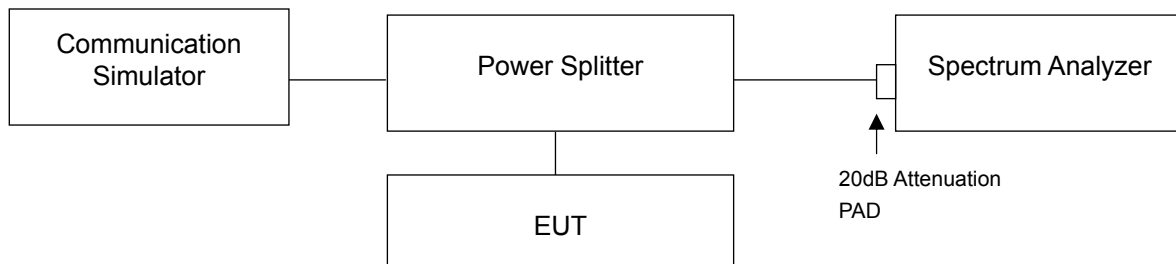 Communication
Simulator
Power Splitter
Spectrum Analyzer
20dB Attenuation
PAD
EUT